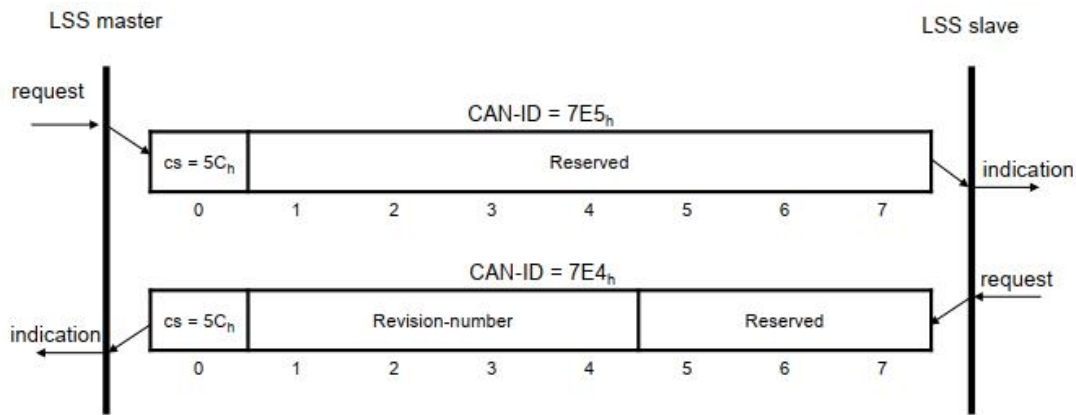 LSS master
LSS slave
request
CAN-ID = 7E5h
cs = 5Ch Reserved
indication
0 1 2 3 4 5 6 7
CAN-ID = 7E4h
request
cs = 5Ch Revision-number Reserved
indication
0 1 2 3 4 5 6 7